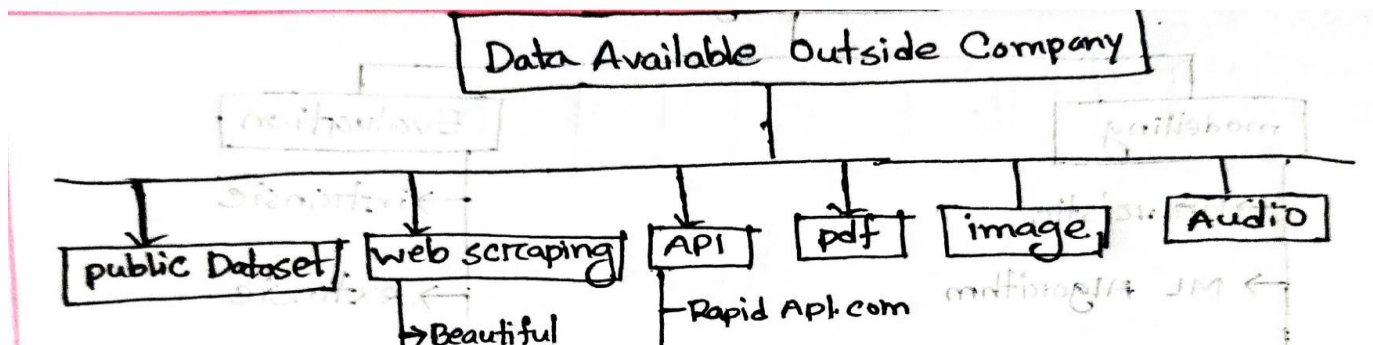 Data Available Outside Company
public Dataset
web scraping
API
pdf
image
Audio
Rapid API.com
→Beautiful